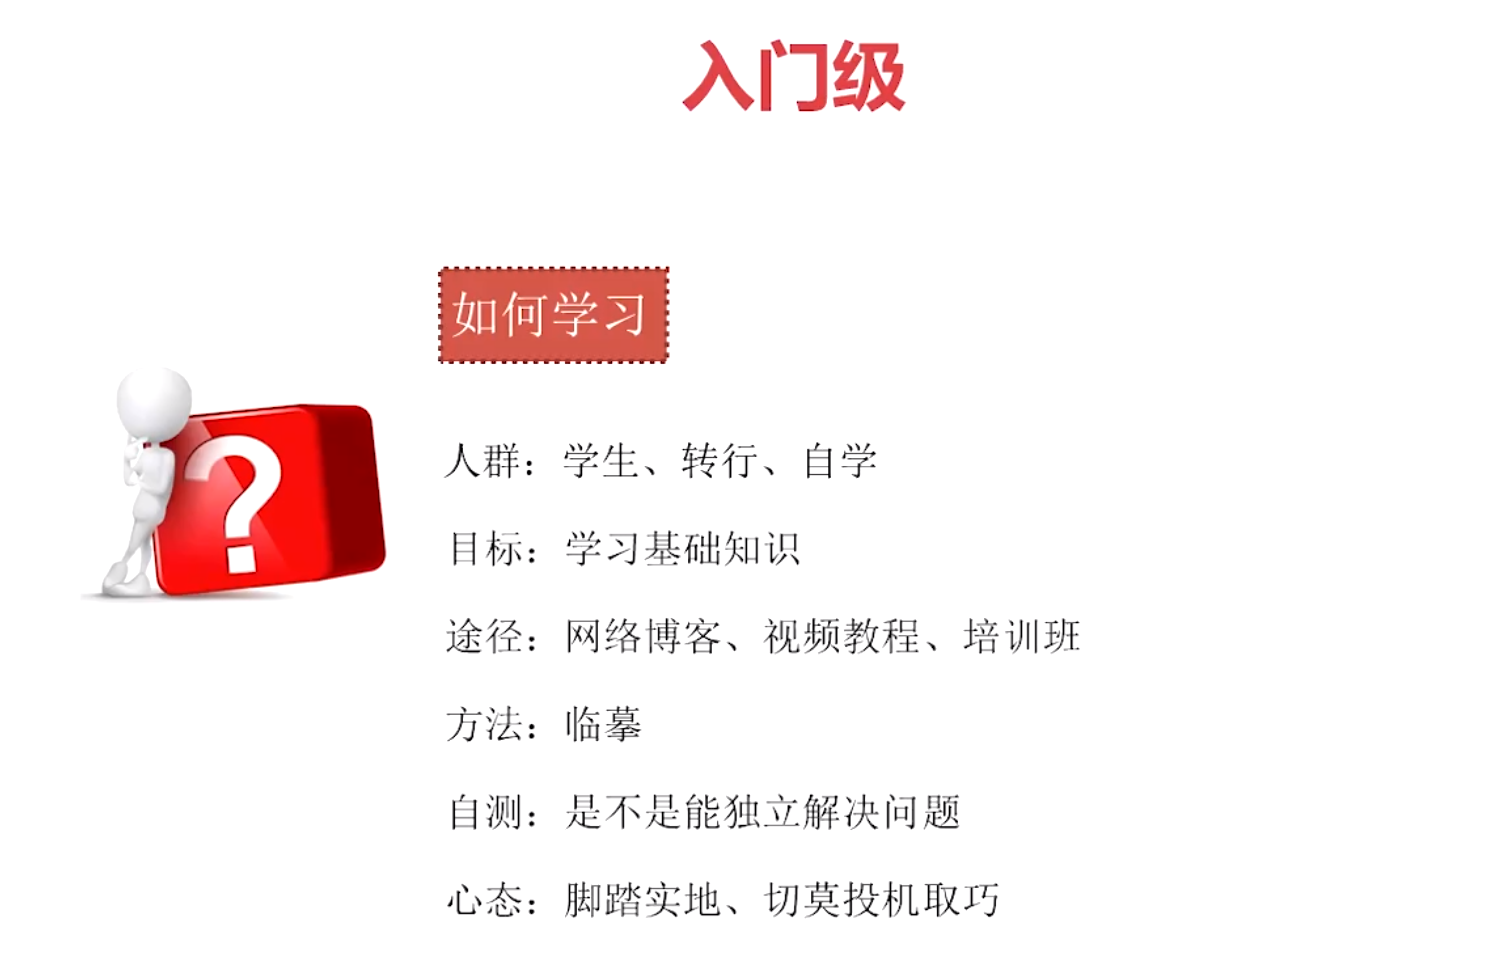 入门级
如何学习
?
人群：学生、转行、自学
目标：学习基础知识
途径：网络博客、视频教程、培训班
方法：临摹
自测：是不是能独立解决问题
心态：脚踏实地、切莫投机取巧